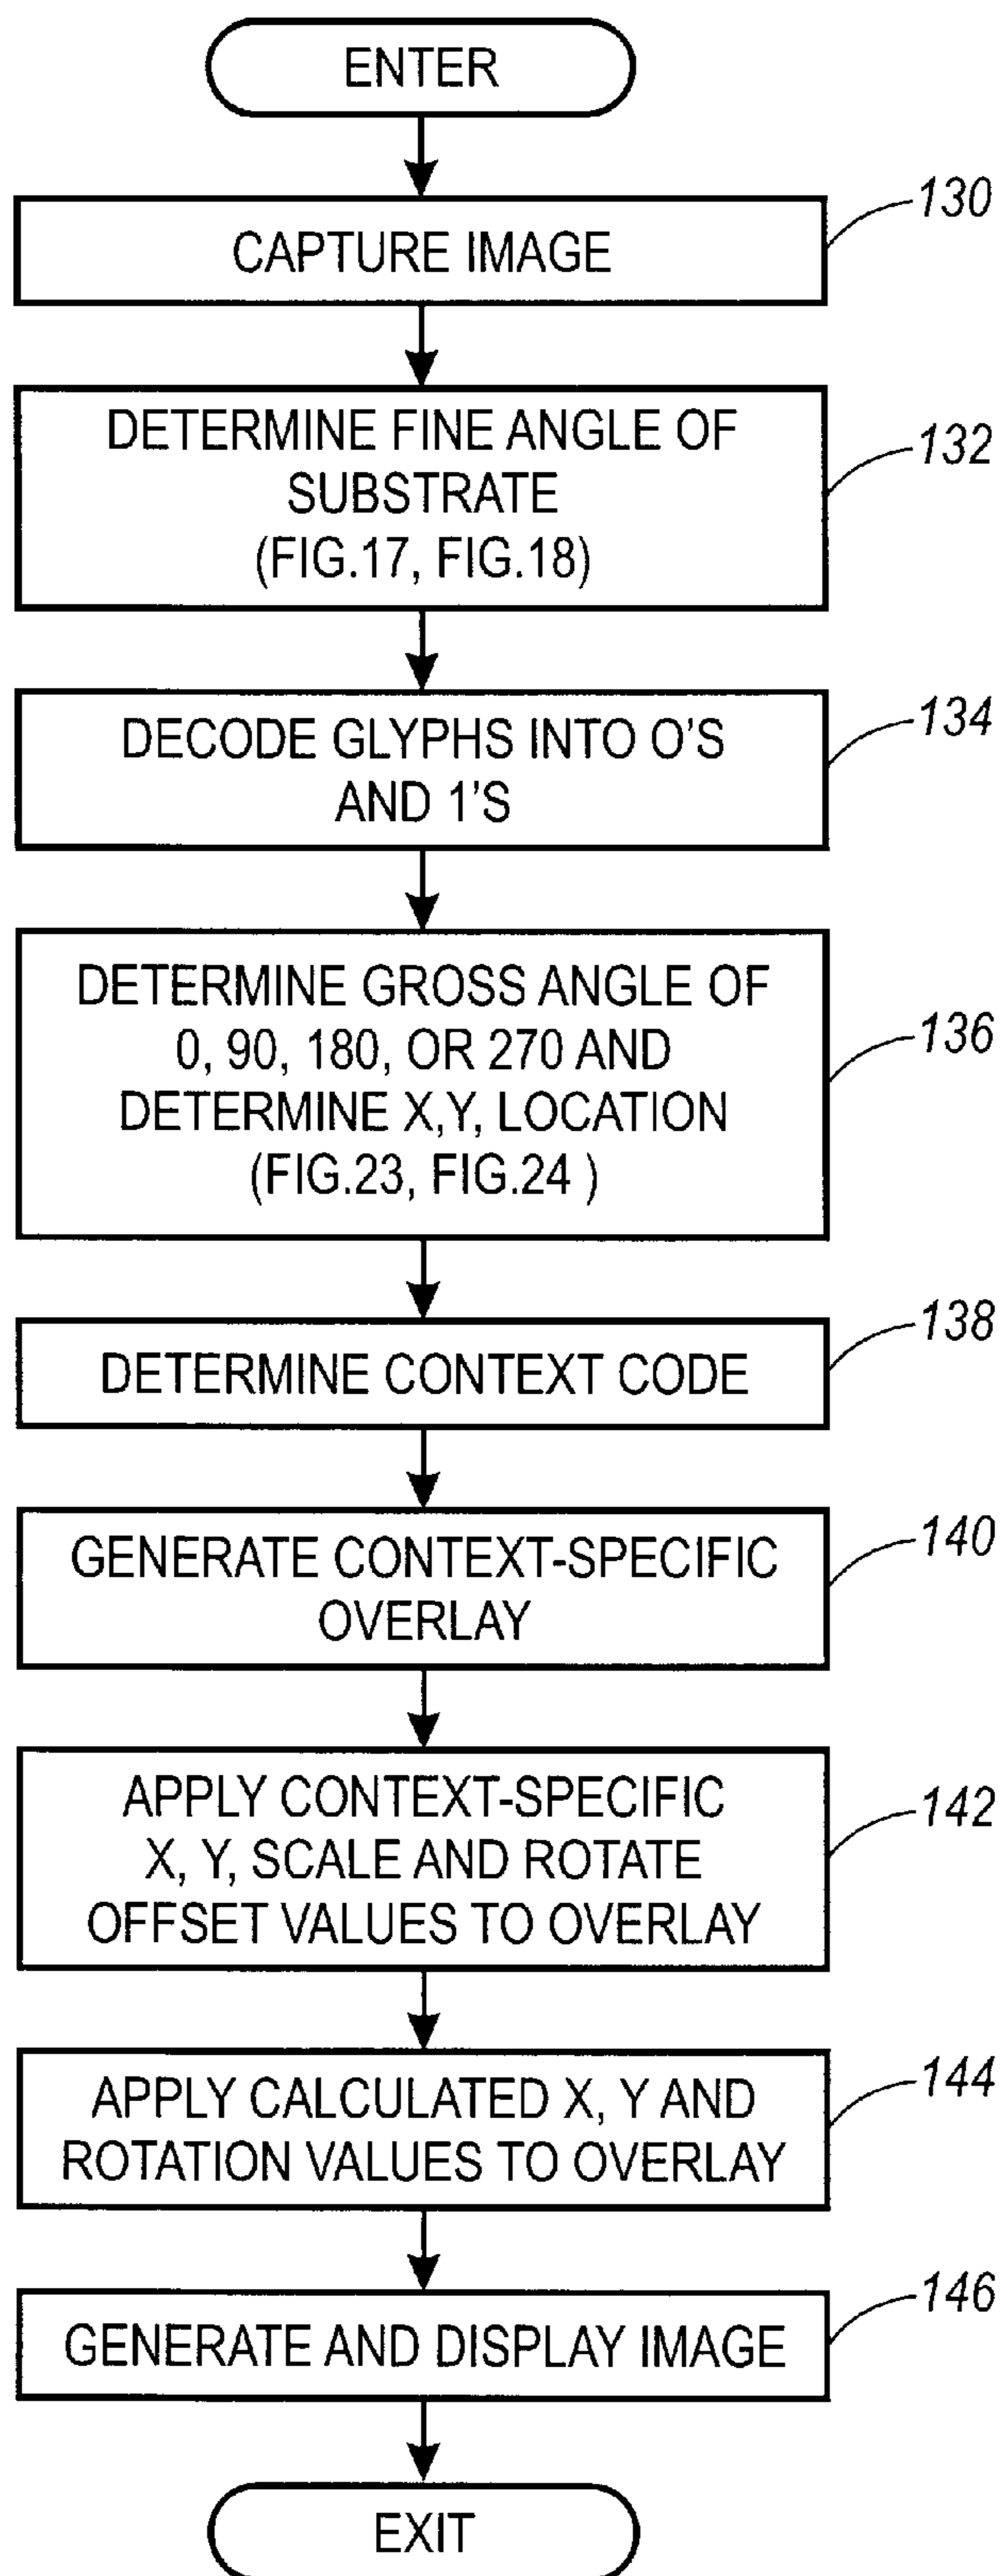 ENTER
130
CAPTURE IMAGE
132
DETERMINE FINE ANGLE OF
SUBSTRATE
(FIG.17, FIG.18)
134
DECODE GLYPHS INTO O'S
AND 1'S
136
DETERMINE GROSS ANGLE OF
0, 90, 180, OR 270 AND
DETERMINE X,Y, LOCATION
(FIG.23, FIG.24 )
138
DETERMINE CONTEXT CODE
140
GENERATE CONTEXT-SPECIFIC
OVERLAY
142
APPLY CONTEXT-SPECIFIC
X, Y, SCALE AND ROTATE
OFFSET VALUES TO OVERLAY
144
APPLY CALCULATED X, Y AND
ROTATION VALUES TO OVERLAY
146
GENERATE AND DISPLAY IMAGE
EXIT